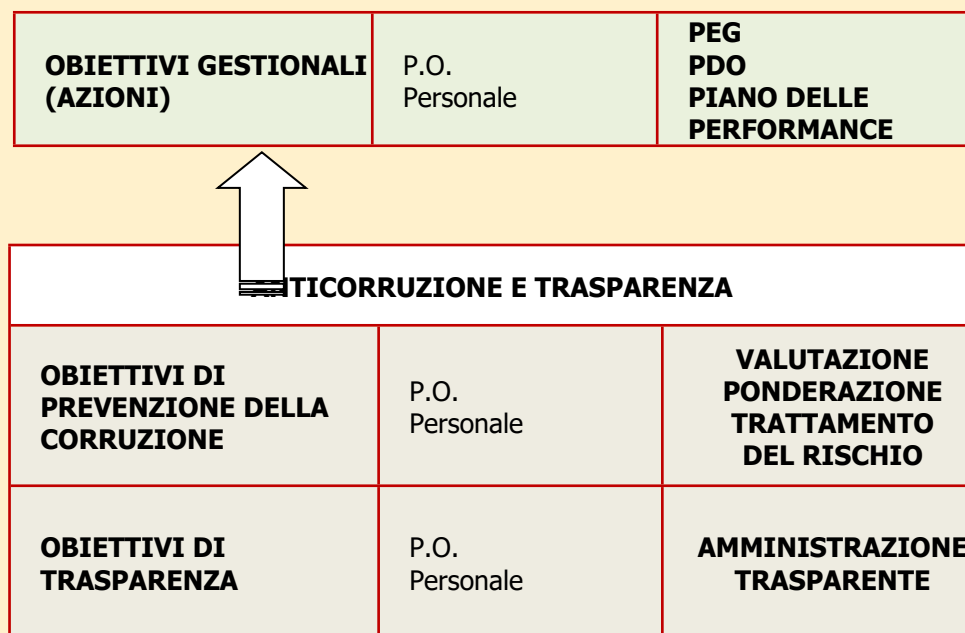 OBIETTIVI GESTIONALI
(AZIONI)
P.O.
Personale
PEG
PDO
PIANO DELLE
PERFORMANCE
ANTICORRUZIONE E TRASPARENZA
OBIETTIVI DI
PREVENZIONE DELLA
CORRUZIONE
P.O.
Personale
VALUTAZIONE
PONDERAZIONE
TRATTAMENTO
DEL RISCHIO
OBIETTIVI DI
TRASPARENZA
P.O.
Personale
AMMINISTRAZIONE
TRASPARENTE